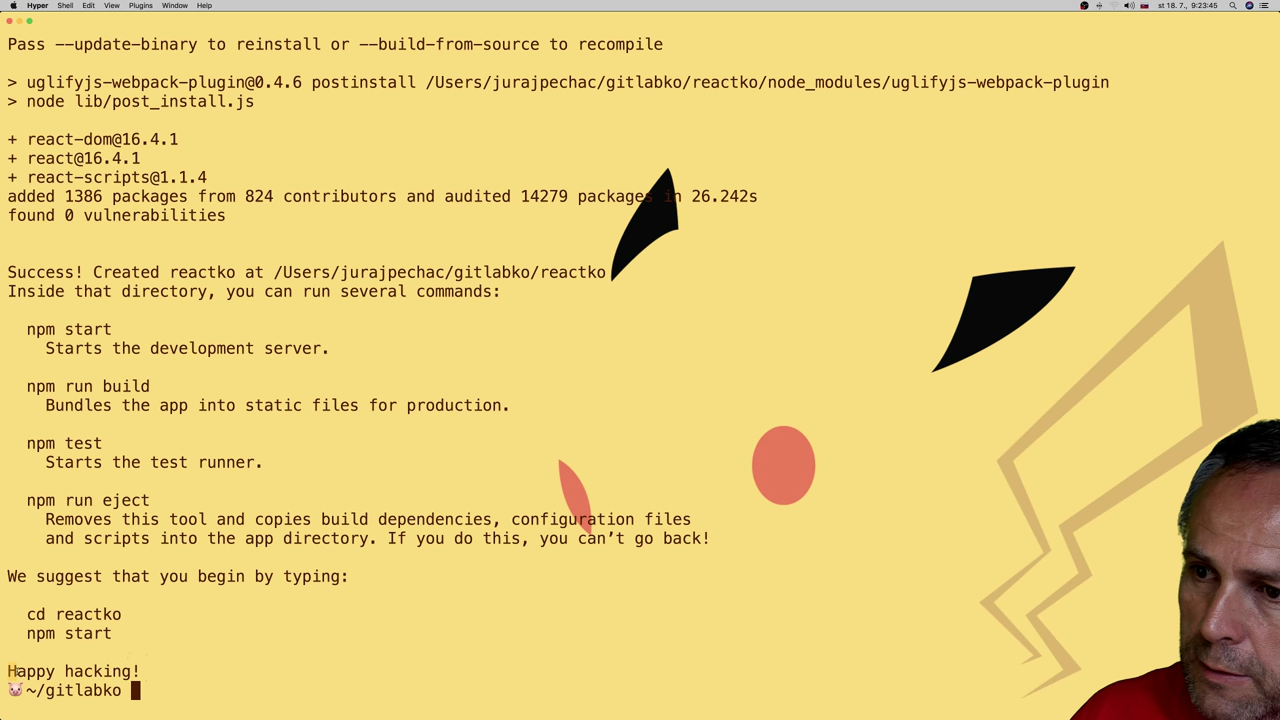 Hyper Shell Edit View Plugins Window Help st 18. 7., 9:23:45
Pass --update-binary to reinstall or --build-from-source to recompile
> uglifyjs-webpack-plugin@0.4.6 postinstall /Users/jurajpechac/gitlabko/reactko/node_modules/uglifyjs-webpack-plugin
> node lib/post_install.js
+ react-dom@16.4.1
+ react@16.4.1
+ react-scripts@1.1.4
added 1386 packages from 824 contributors and audited 14279 packages in 26.242s
found 0 vulnerabilities
Success! Created reactko at /Users/jurajpechac/gitlabko/reactko
Inside that directory, you can run several commands:
npm start
Starts the development server.
npm run build
Bundles the app into static files for production.
npm test
Starts the test runner.
npm run eject
Removes this tool and copies build dependencies, configuration files
and scripts into the app directory. If you do this, you can’t go back!
We suggest that you begin by typing:
cd reactko
npm start
Happy hacking!
🐷~/gitlabko